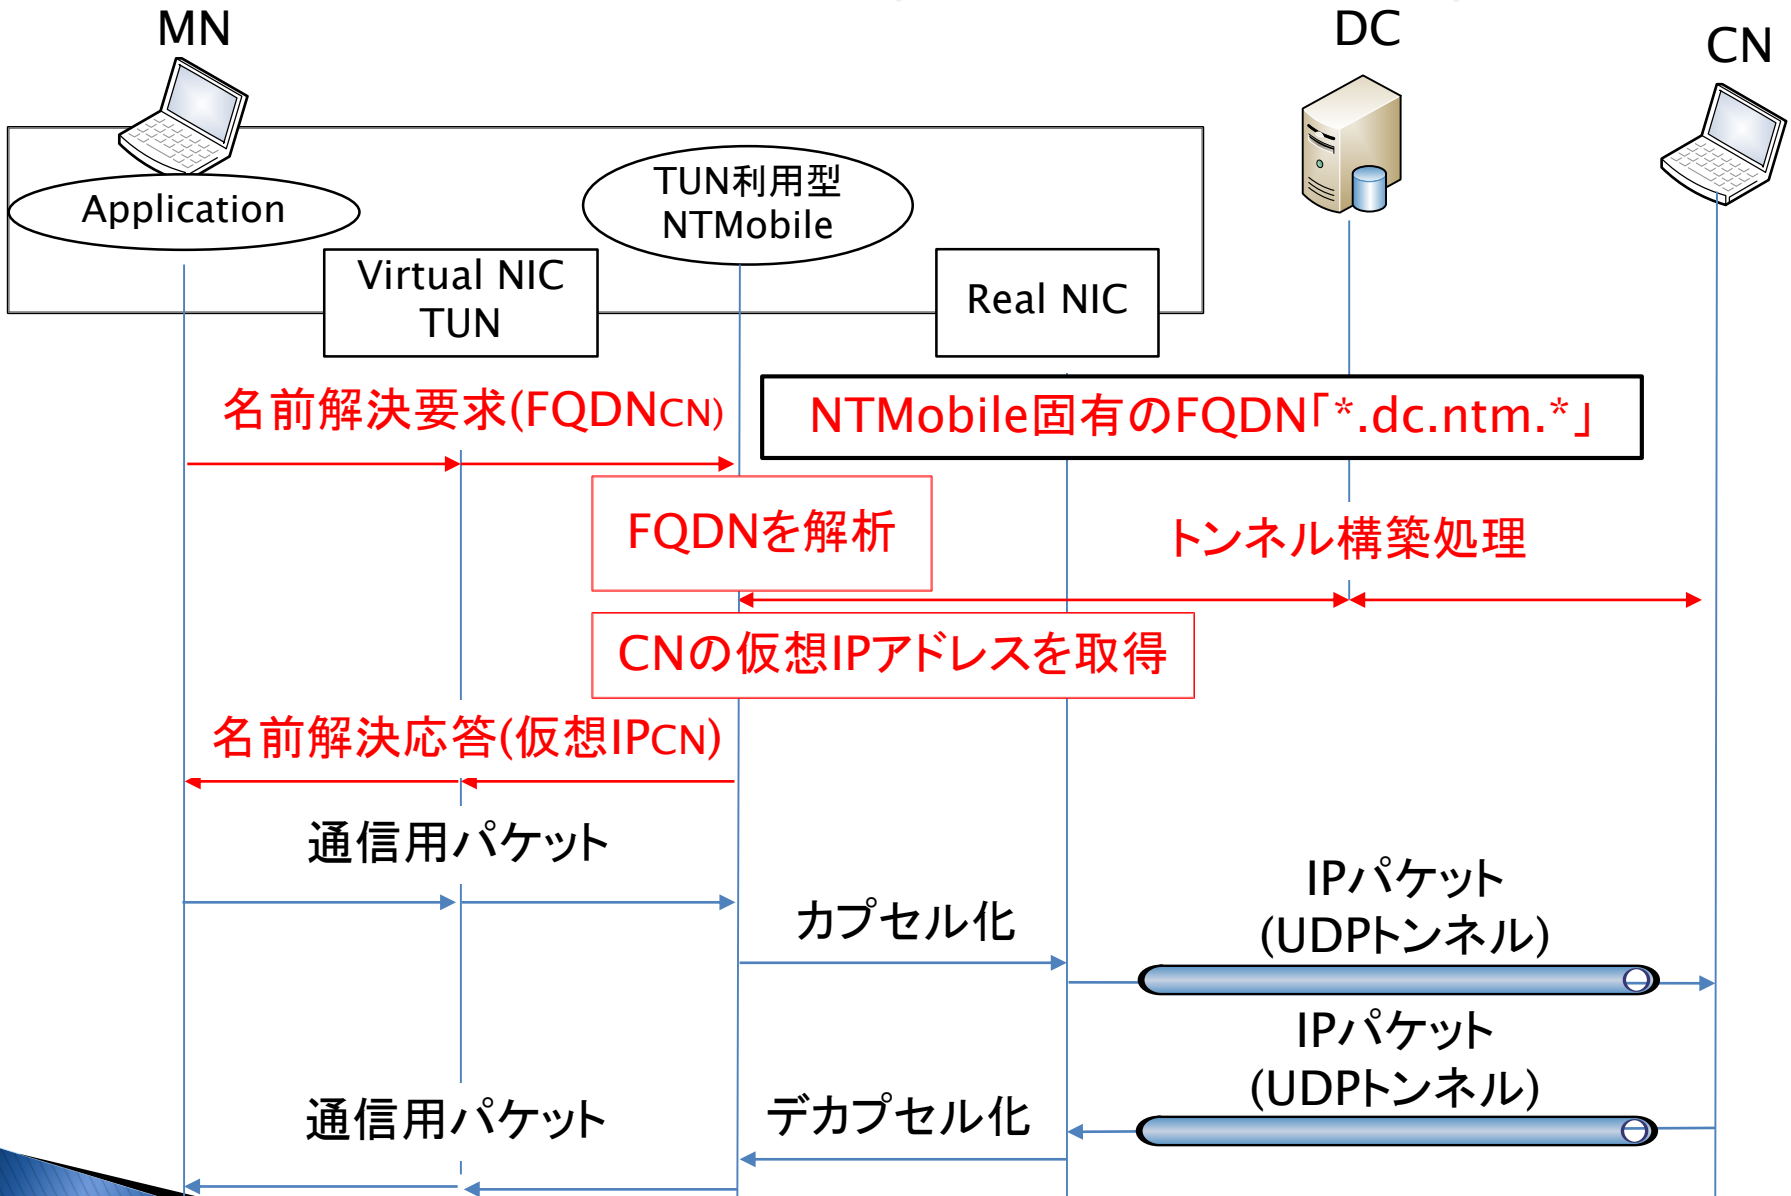 MN
DC
CN
Application
TUN利用型
NTMobile
Virtual NIC
TUN
Real NIC
名前解決要求(FQDNCN)
NTMobile固有のFQDN「*.dc.ntm.*」
FQDNを解析
トンネル構築処理
CNの仮想IPアドレスを取得
名前解決応答(仮想IPCN)
通信用パケット
カプセル化
IPパケット
(UDPトンネル)
IPパケット
(UDPトンネル)
通信用パケット
デカプセル化